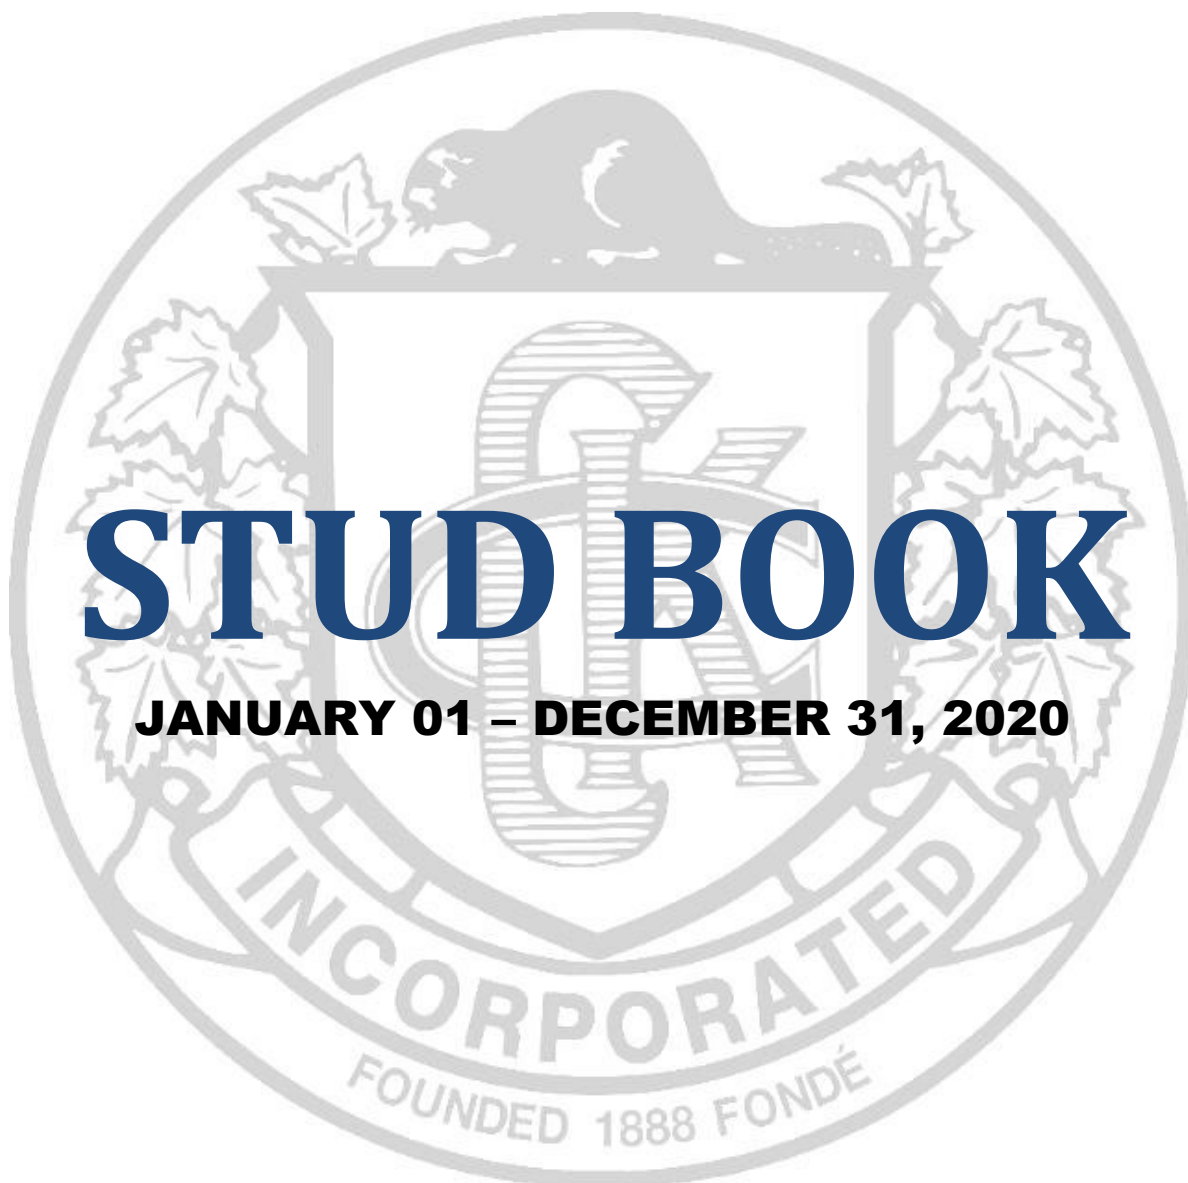 CKC
STUD BOOK
JANUARY 01 – DECEMBER 31, 2020
INCORPORATED
FOUNDED 1888 FONDÉ